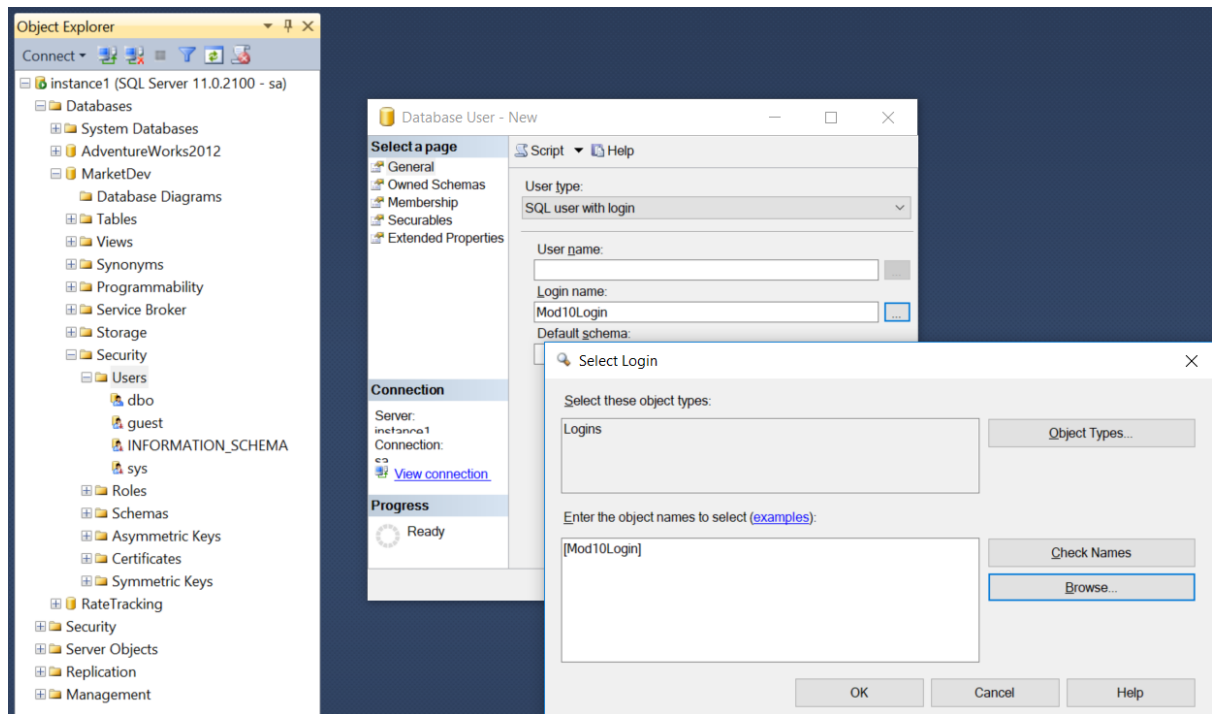 Object Explorer
Connect
instance1 (SQL Server 11.0.2100 - sa)
Databases
System Databases
AdventureWorks2012
MarketDev
Database Diagrams
Tables
Views
Synonyms
Programmability
Service Broker
Storage
Security
Users
dbo
guest
INFORMATION_SCHEMA
sys
Roles
Schemas
Asymmetric Keys
Certificates
Symmetric Keys
RateTracking
Security
Server Objects
Replication
Management
Database User - New
Select a page
General
Owned Schemas
Membership
Securables
Extended Properties
Script Help
User type:
SQL user with login
User name:
...
Login name:
Mod10Login ...
Default schema:
Connection
Server:
instance1
Connection:
sa
View connection
Progress
Ready
Select Login
Select these object types:
Logins
Object Types...
Enter the object names to select (examples):
[Mod10Login]
Check Names
Browse...
OK Cancel Help